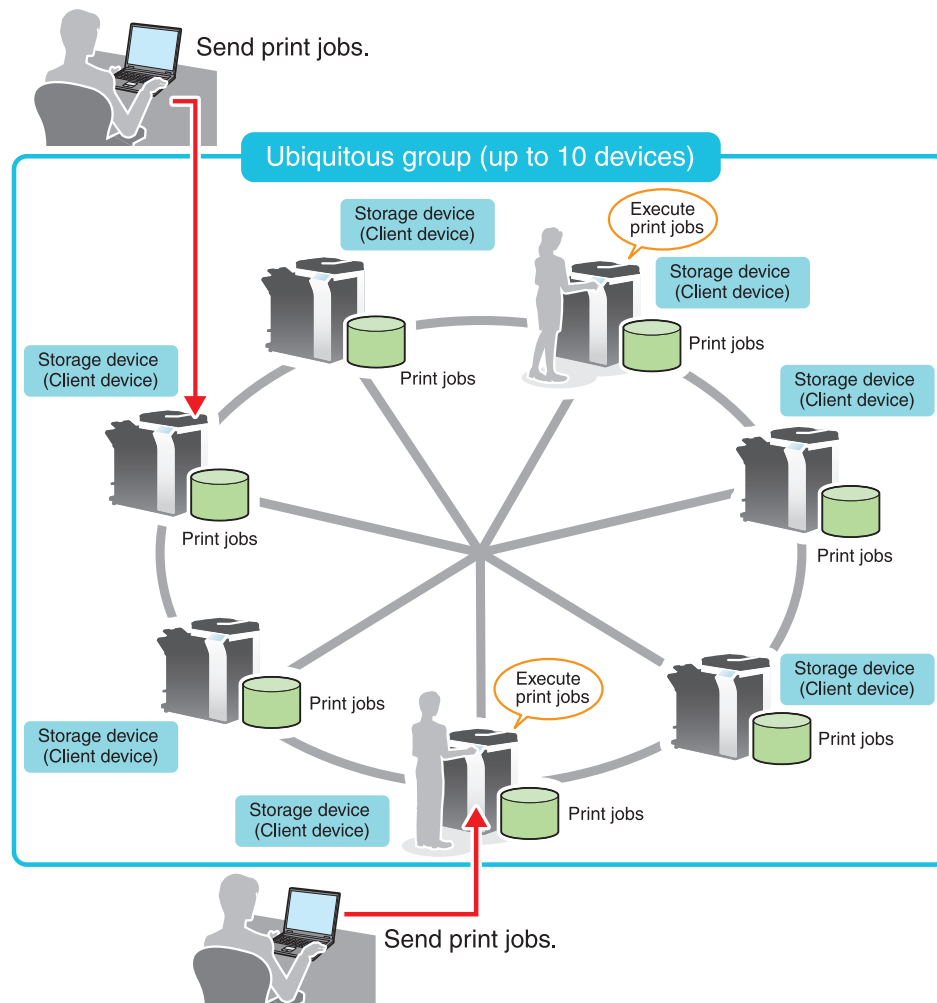 Send print jobs.
Ubiquitous group (up to 10 devices)
Storage device
(Client device)
Execute
print jobs
Storage device
(Client device)
Print jobs
Print jobs
Storage device
(Client device)
Storage device
(Client device)
Print jobs
Print jobs
Storage device
(Client device)
Execute
print jobs
Print jobs
Storage device
(Client device)
Print jobs
Storage device
(Client device)
Print jobs
Send print jobs.